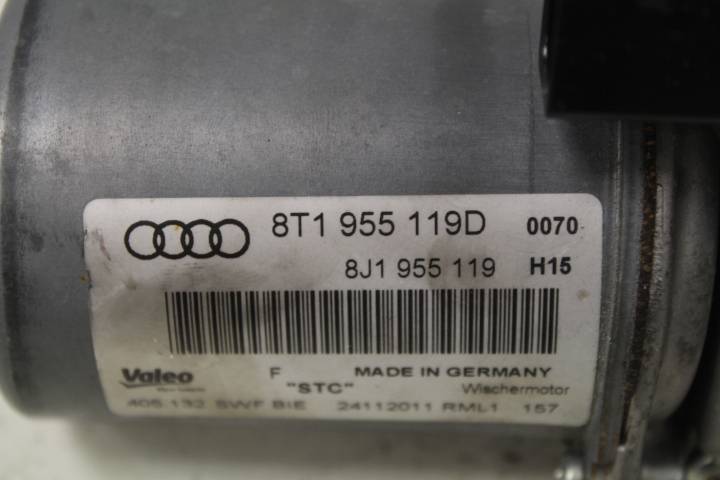 8T1 955 119D 0070
8J1 955 119 H15
Valeo F MADE IN GERMANY
"STC" Wischermotor
405.132 SWF BIE 24112011 RML1 157